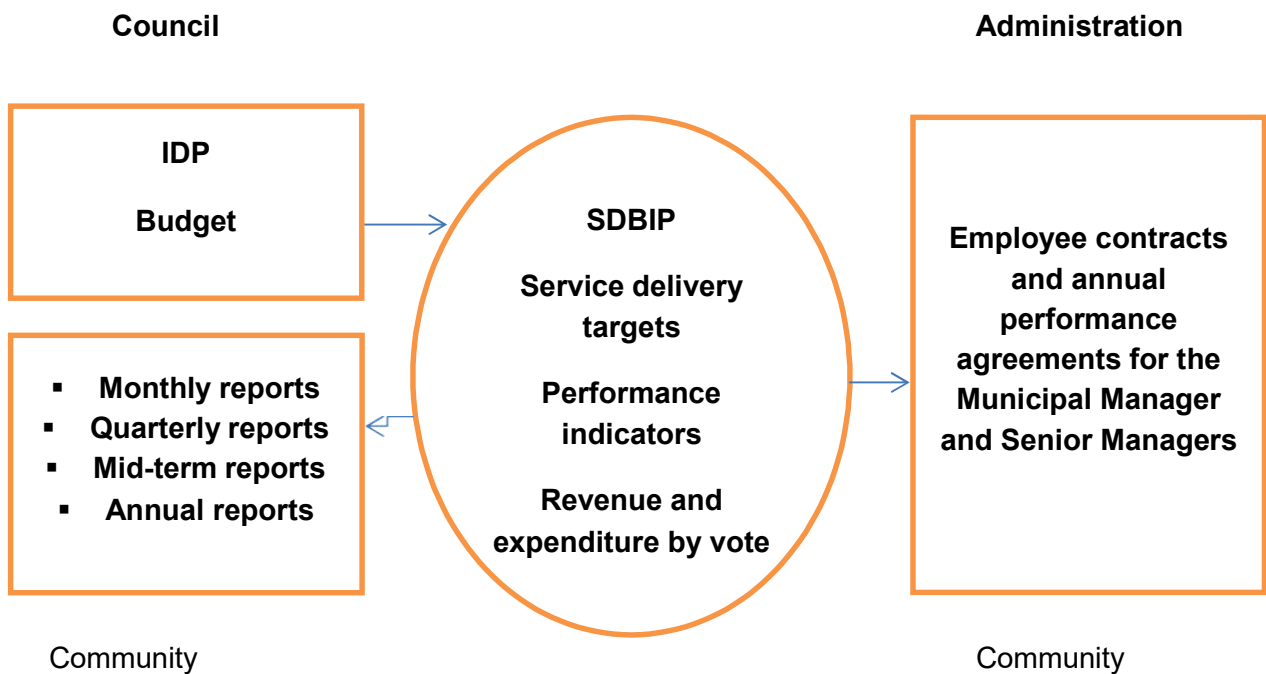 Council
Administration
IDP
Budget
▪ Monthly reports
▪ Quarterly reports
▪ Mid-term reports
▪ Annual reports
SDBIP
Service delivery
targets
Performance
indicators
Revenue and
expenditure by vote
Employee contracts
and annual
performance
agreements for the
Municipal Manager
and Senior Managers
Community
Community